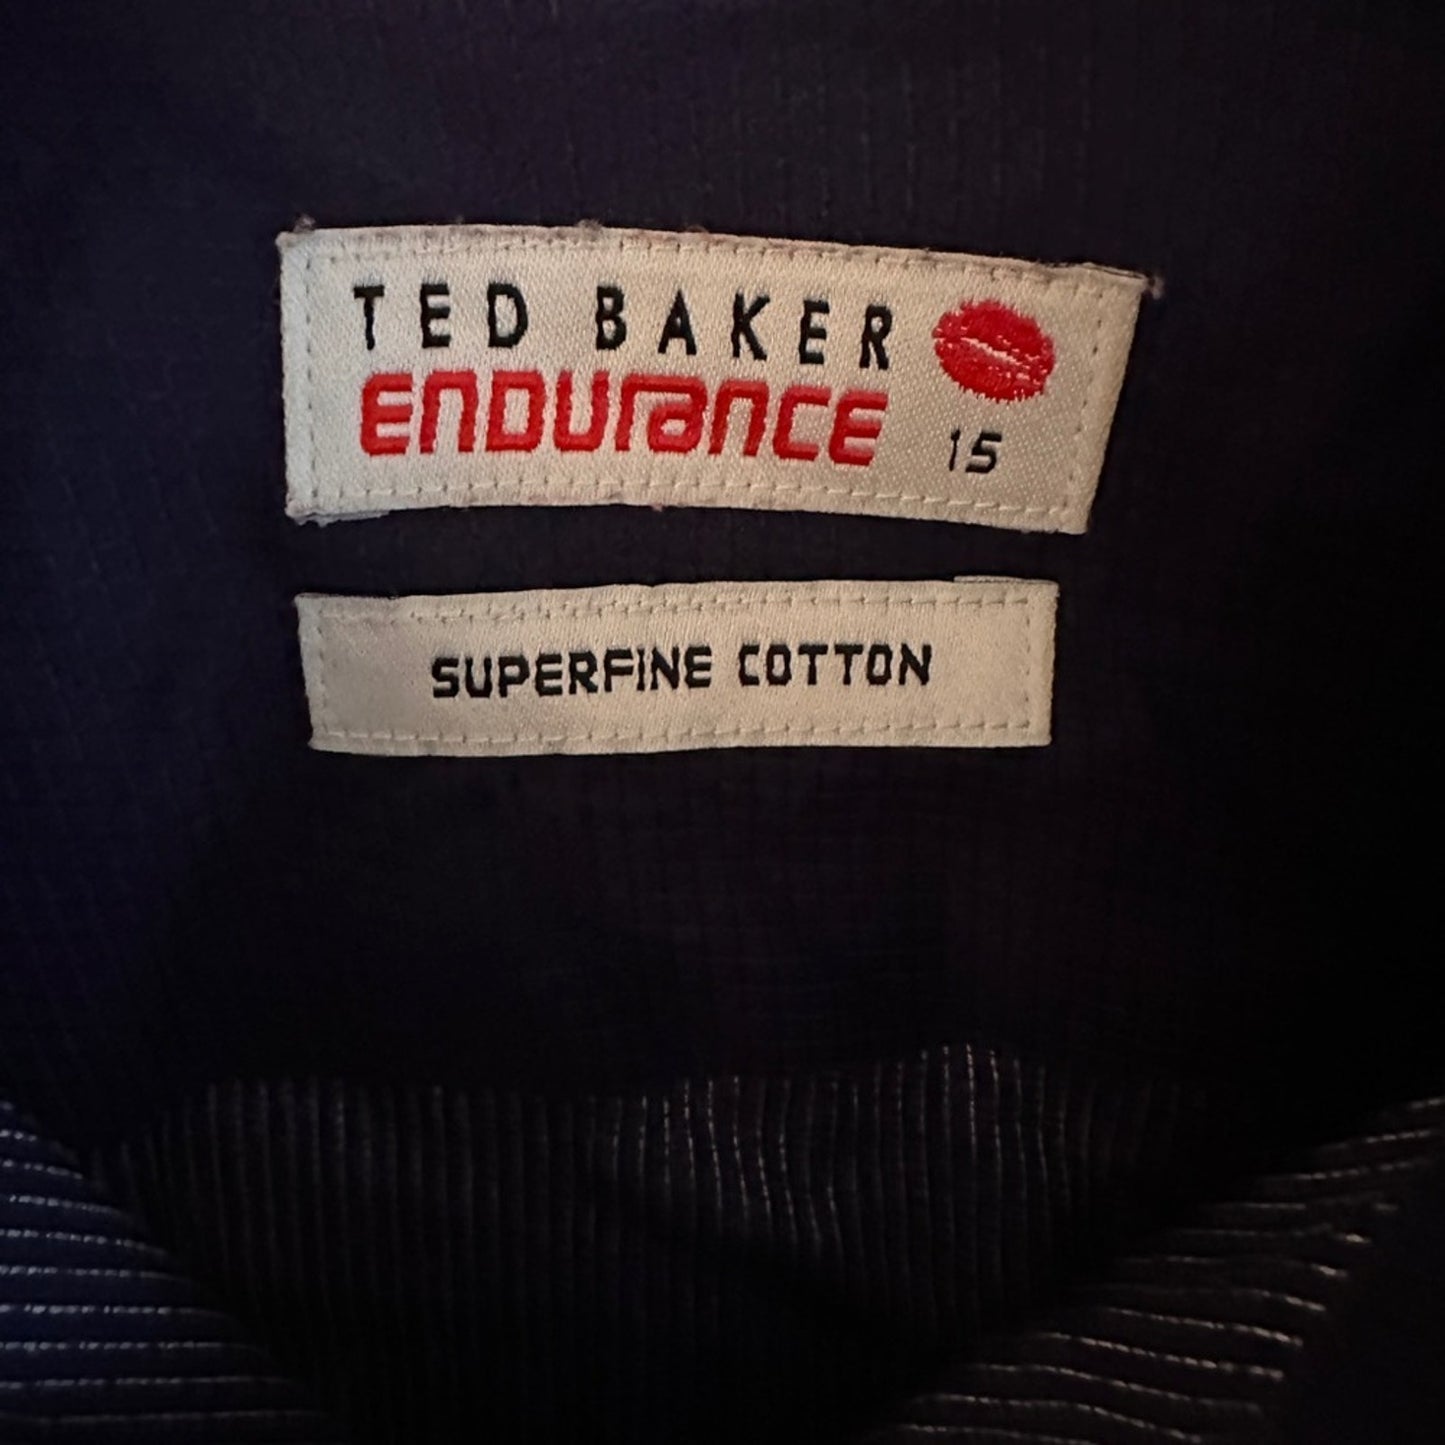 TED BAKER
ENDURANCE
15
SUPERFINE COTTON